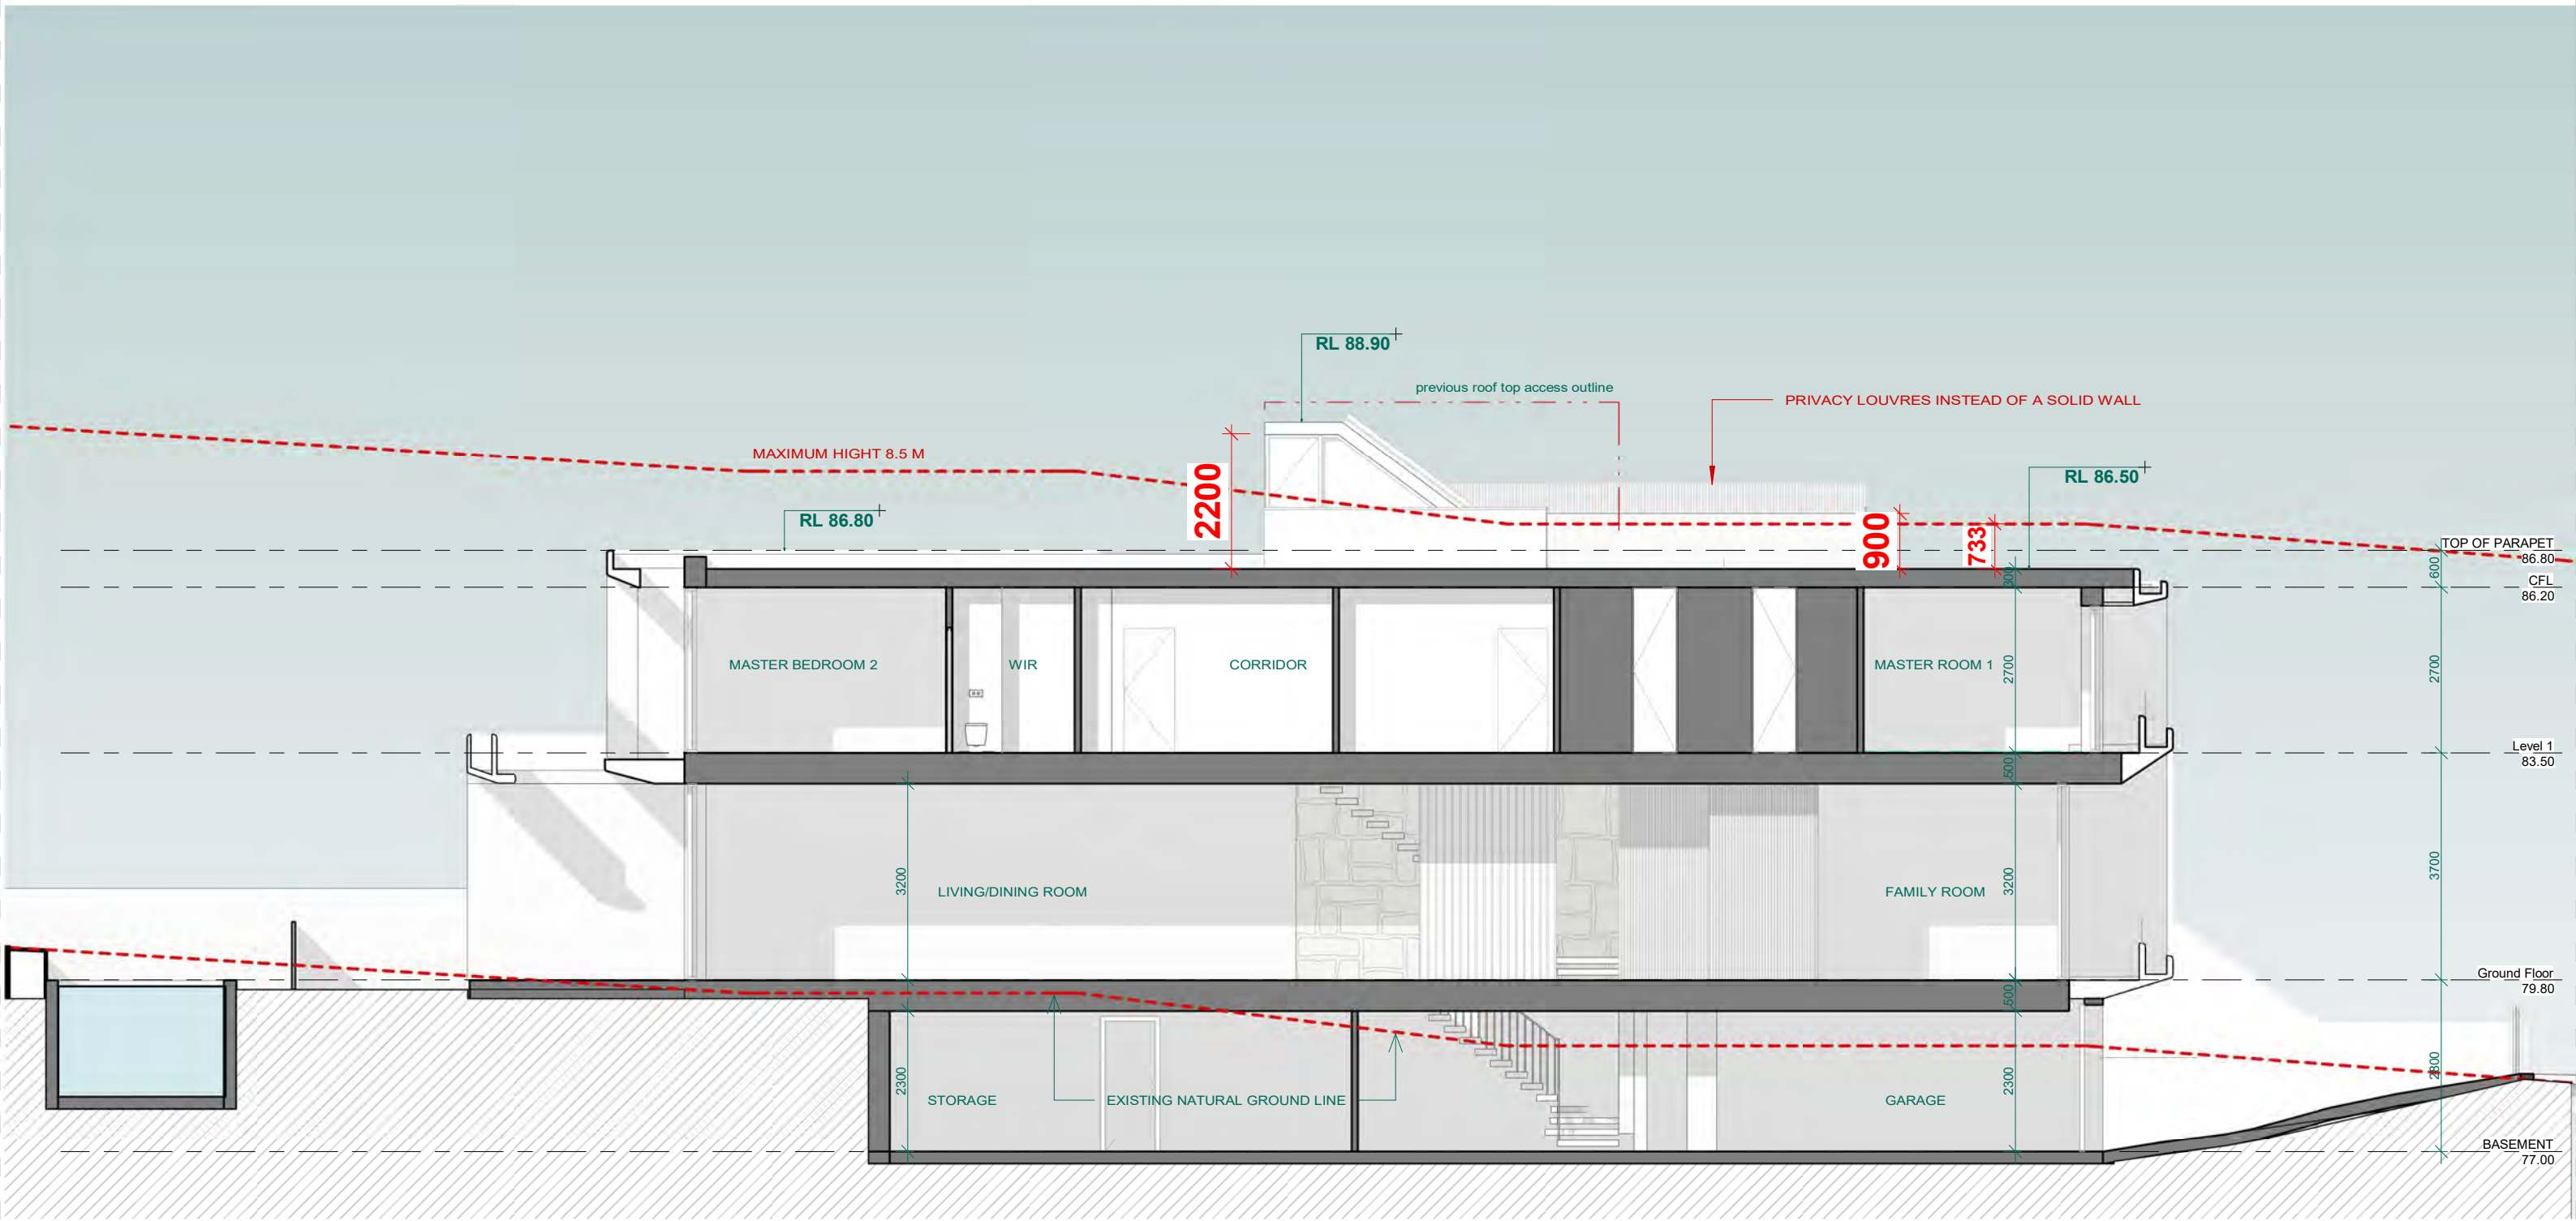 RL 88.90
previous roof top access outline
PRIVACY LOUVRES INSTEAD OF A SOLID WALL
MAXIMUM HIGHT 8.5 M
RL 86.50
2200
RL 86.80
900
733
TOP OF PARAPET
86.80
600
300
CFL
86.20
MASTER BEDROOM 2
WIR
CORRIDOR
MASTER ROOM 1
2700
2700
Level 1
83.50
500
3200
LIVING/DINING ROOM
FAMILY ROOM
3200
3700
Ground Floor
79.80
500
2300
STORAGE
EXISTING NATURAL GROUND LINE
GARAGE
2300
2800
BASEMENT
77.00